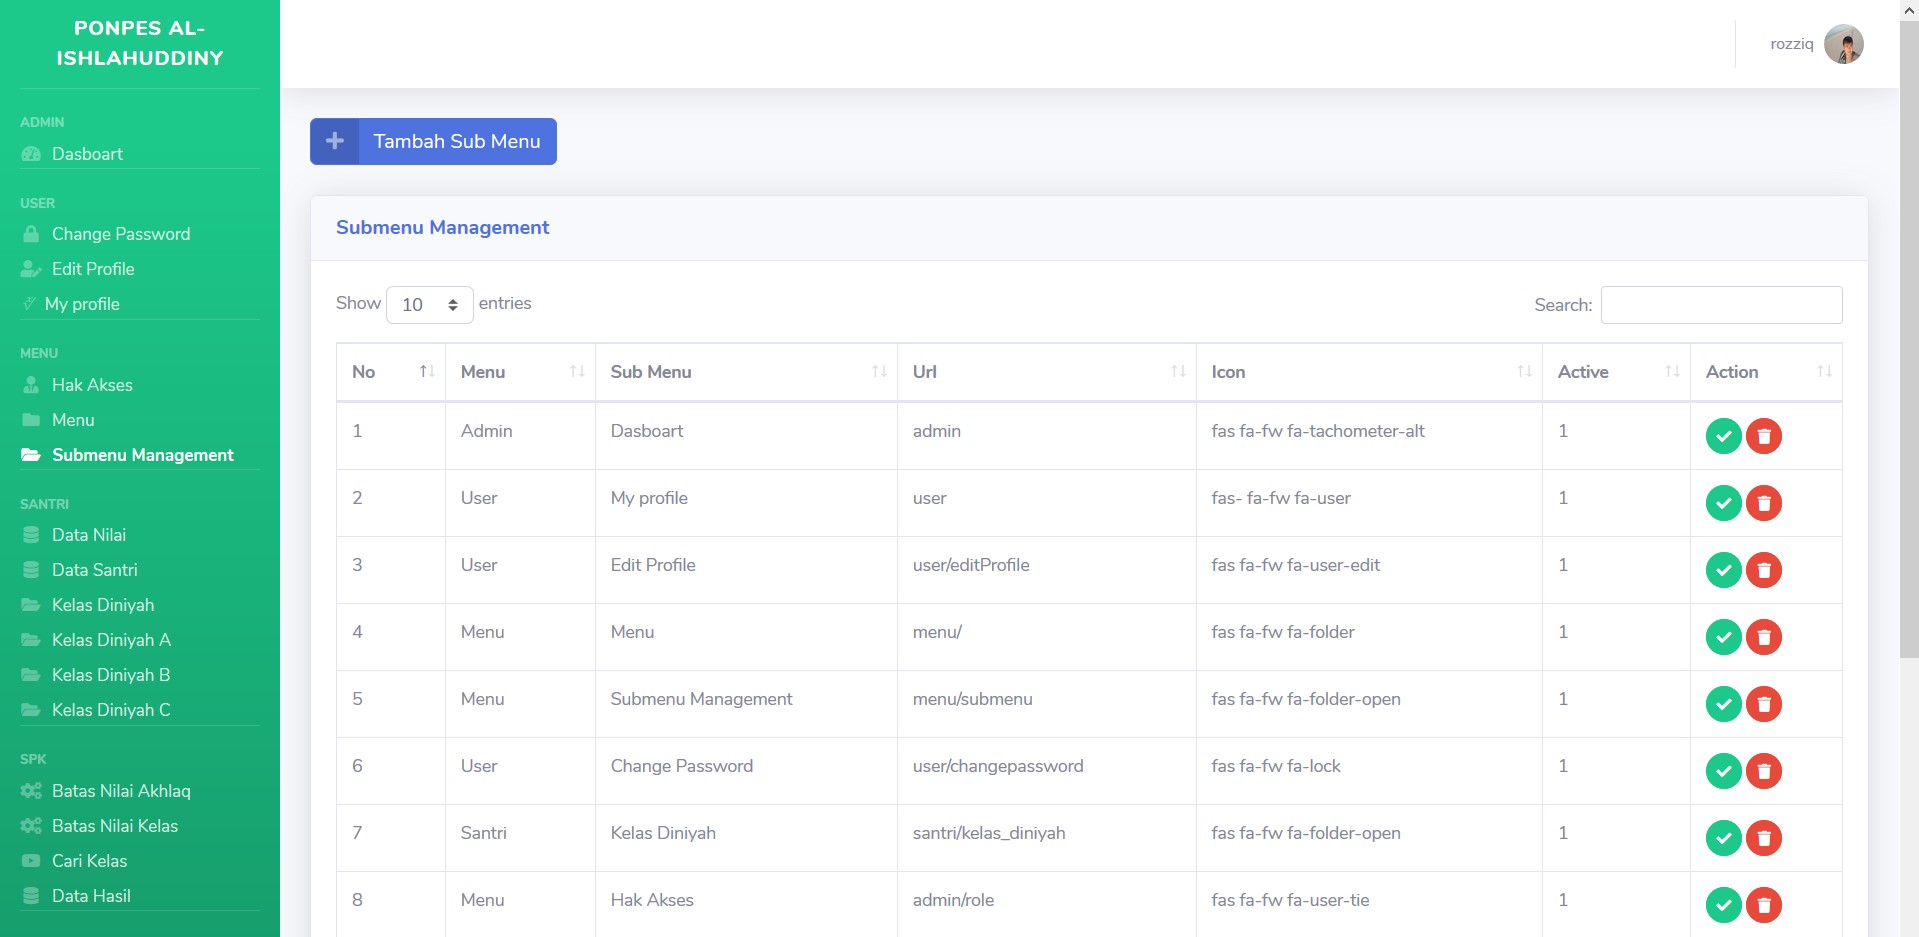 PONPES AL-
ISHLAHUDDINY
ADMIN
Dasboart
USER
Change Password
Edit Profile
My profile
MENU
Hak Akses
Menu
Submenu Management
SANTRI
Data Nilai
Data Santri
Kelas Diniyah
Kelas Diniyah A
Kelas Diniyah B
Kelas Diniyah C
SPK
Batas Nilai Akhlaq
Batas Nilai Kelas
Cari Kelas
Data Hasil
rozziq
Tambah Sub Menu
Submenu Management
Show 10 entries Search:
No Menu Sub Menu Url Icon Active Action
1 Admin Dasboart admin fas fa-fw fa-tachometer-alt 1
2 User My profile user fas- fa-fw fa-user 1
3 User Edit Profile user/editProfile fas fa-fw fa-user-edit 1
4 Menu Menu menu/ fas fa-fw fa-folder 1
5 Menu Submenu Management menu/submenu fas fa-fw fa-folder-open 1
6 User Change Password user/changepassword fas fa-fw fa-lock 1
7 Santri Kelas Diniyah santri/kelas_diniyah fas fa-fw fa-folder-open 1
8 Menu Hak Akses admin/role fas fa-fw fa-user-tie 1